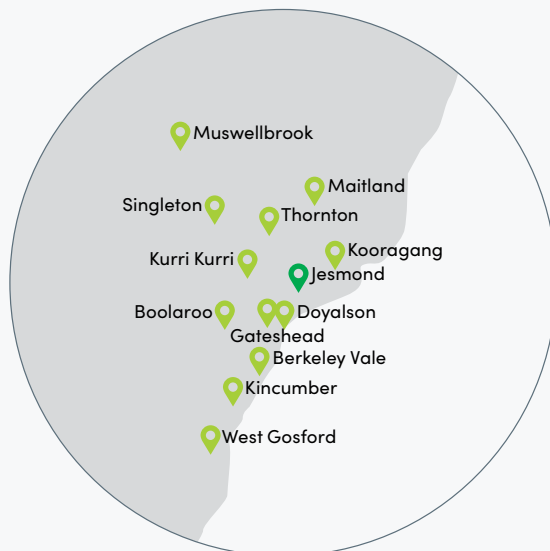 Muswellbrook
Maitland
Singleton
Thornton
Kooragang
Kurri Kurri
Jesmond
Boolaroo
Doyalson
Gateshead
Berkeley Vale
Kincumber
West Gosford